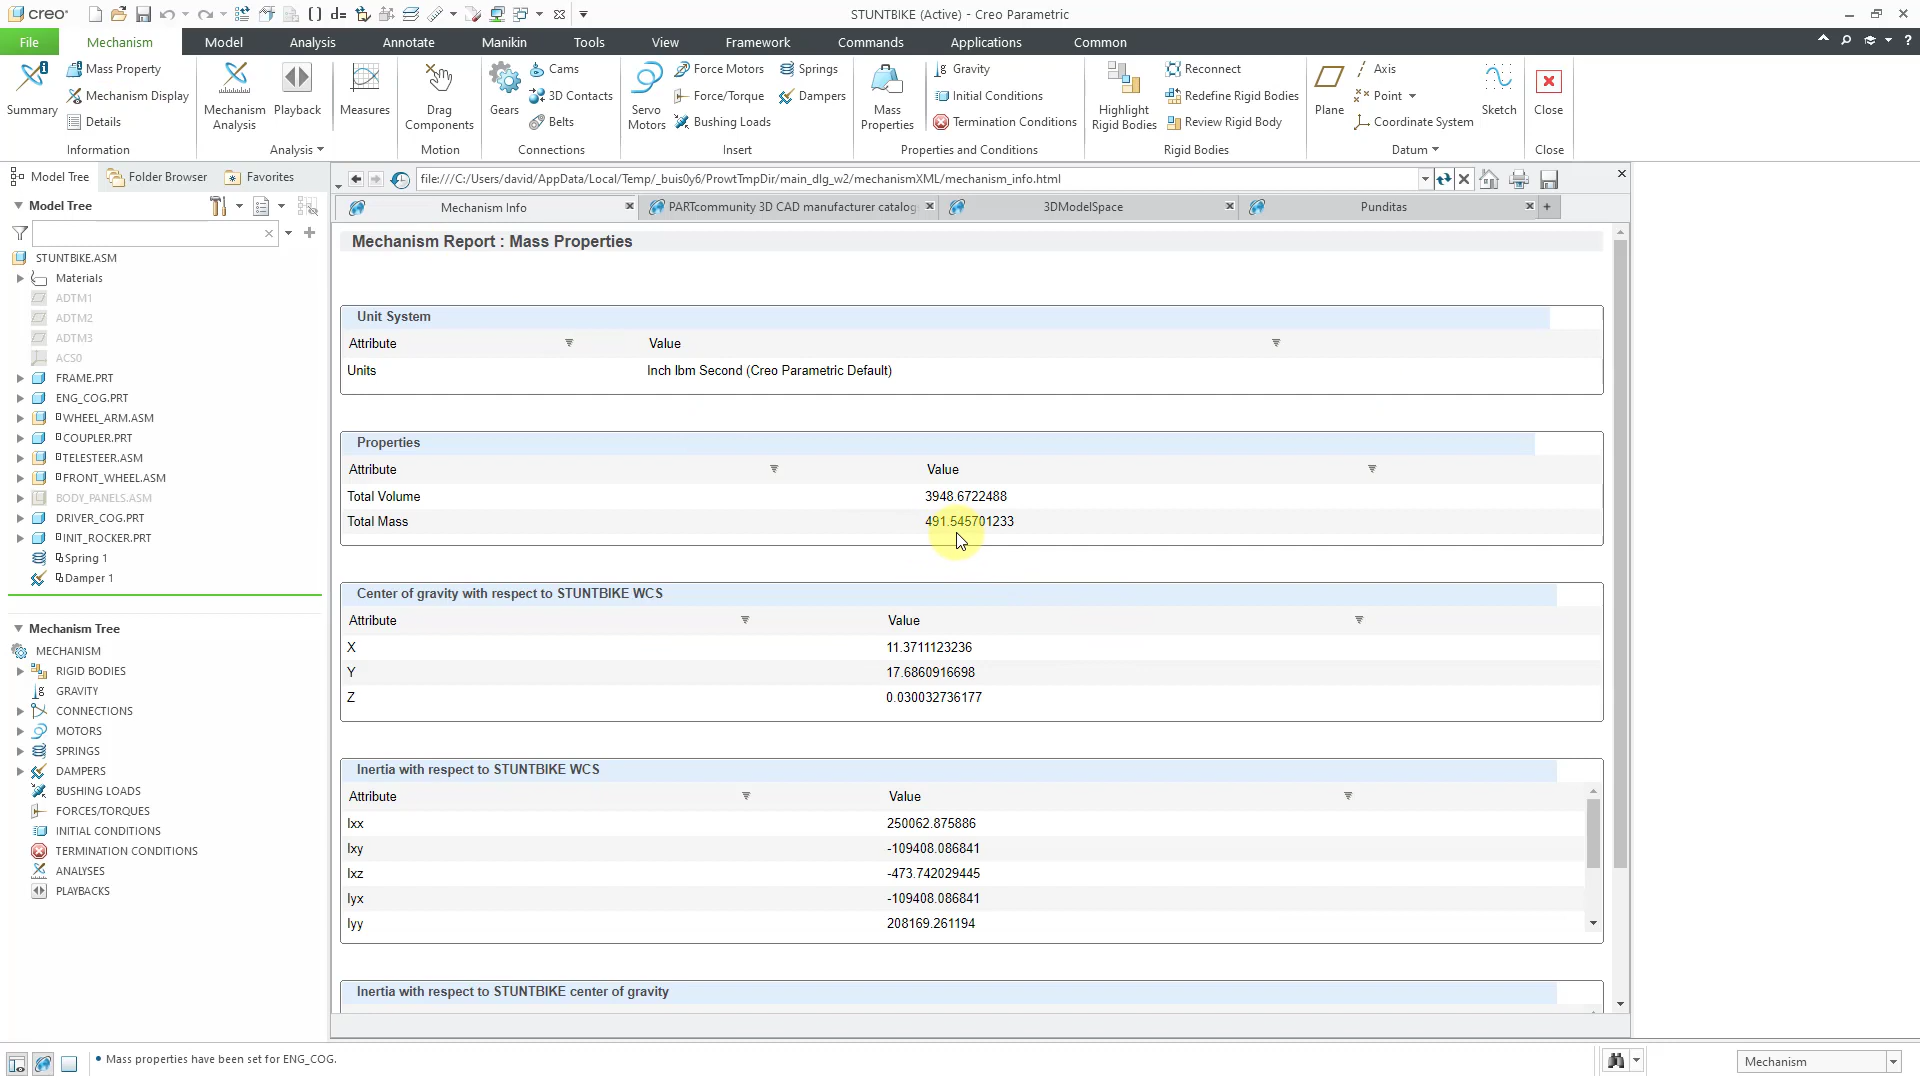 creo
STUNTBIKE (Active) - Creo Parametric
File
Mechanism
Model
Analysis
Annotate
Manikin
Tools
View
Framework
Commands
Applications
Common
Summary
Mass Property
Mechanism Display
Details
Information
Mechanism Analysis
Playback
Measures
Analysis
Drag Components
Motion
Gears
Cams
3D Contacts
Belts
Connections
Servo Motors
Force Motors
Force/Torque
Bushing Loads
Springs
Dampers
Insert
Mass Properties
Gravity
Initial Conditions
Termination Conditions
Properties and Conditions
Highlight Rigid Bodies
Reconnect
Redefine Rigid Bodies
Review Rigid Body
Rigid Bodies
Plane
Axis
Point
Coordinate System
Sketch
Datum
Close
Close
Model Tree
Folder Browser
Favorites
Model Tree
STUNTBIKE.ASM
Materials
ADTM1
ADTM2
ADTM3
ACS0
FRAME.PRT
ENG_COG.PRT
WHEEL_ARM.ASM
COUPLER.PRT
TELESTEER.ASM
FRONT_WHEEL.ASM
BODY_PANELS.ASM
DRIVER_COG.PRT
INIT_ROCKER.PRT
Spring 1
Damper 1
Mechanism Tree
MECHANISM
RIGID BODIES
GRAVITY
CONNECTIONS
MOTORS
SPRINGS
DAMPERS
BUSHING LOADS
FORCES/TORQUES
INITIAL CONDITIONS
TERMINATION CONDITIONS
ANALYSES
PLAYBACKS
file:///C:/Users/david/AppData/Local/Temp/_buis0y6/ProwtTmpDir/main_dlg_w2/mechanismXML/mechanism_info.html
Mechanism Info
PARTcommunity 3D CAD manufacturer catalog
3DModelSpace
Punditas
Mechanism Report : Mass Properties
Unit System
Attribute Value
Units Inch lbm Second (Creo Parametric Default)
Properties
Attribute Value
Total Volume 3948.6722488
Total Mass 491.545701233
Center of gravity with respect to STUNTBIKE WCS
Attribute Value
X 11.3711123236
Y 17.6860916698
Z 0.030032736177
Inertia with respect to STUNTBIKE WCS
Attribute Value
Ixx 250062.875886
Ixy -109408.086841
Ixz -473.742029445
Iyx -109408.086841
Iyy 208169.261194
Inertia with respect to STUNTBIKE center of gravity
Mass properties have been set for ENG_COG.
Mechanism